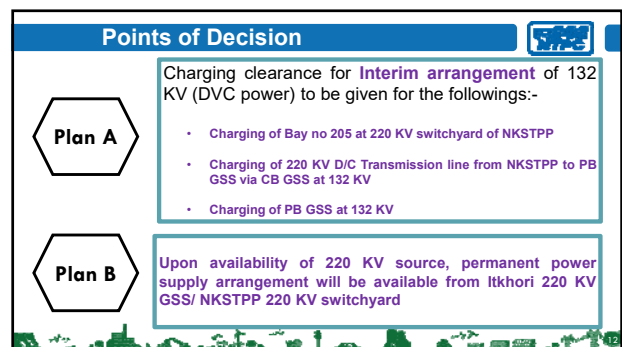 Points of Decision
NTPC
Plan A
Charging clearance for Interim arrangement of 132
KV (DVC power) to be given for the followings:-
• Charging of Bay no 205 at 220 KV switchyard of NKSTPP
• Charging of 220 KV D/C Transmission line from NKSTPP to PB
GSS via CB GSS at 132 KV
• Charging of PB GSS at 132 KV
Plan B
Upon availability of 220 KV source, permanent power
supply arrangement will be available from Itkhori 220 KV
GSS/ NKSTPP 220 KV switchyard
12